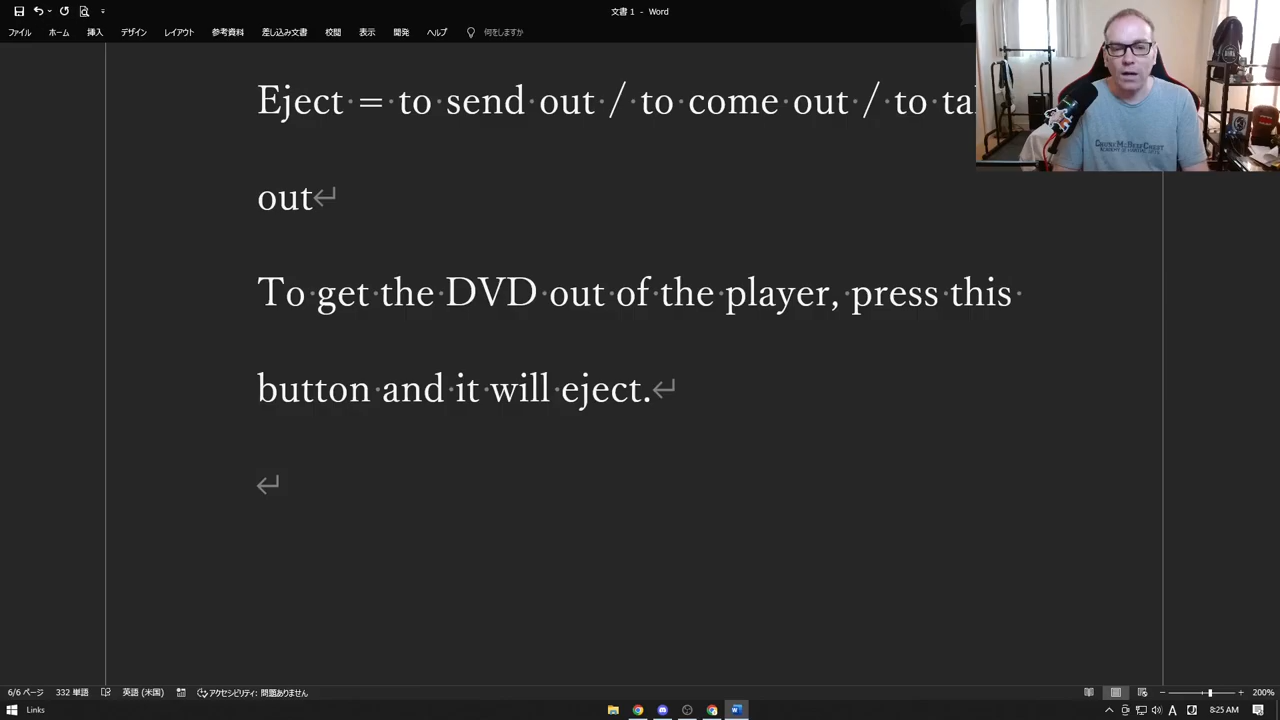 文書 1 - Word
ファイル ホーム 挿入 デザイン レイアウト 参考資料 差し込み文書 校閲 表示 開発 ヘルプ 何をしますか
Eject = to send out / to come out / to
out
To get the DVD out of the player, press this
button and it will eject.
6/6 ページ 332 単語 英語 (米国) アクセシビリティ: 問題ありません 200%
Links A 8:25 AM